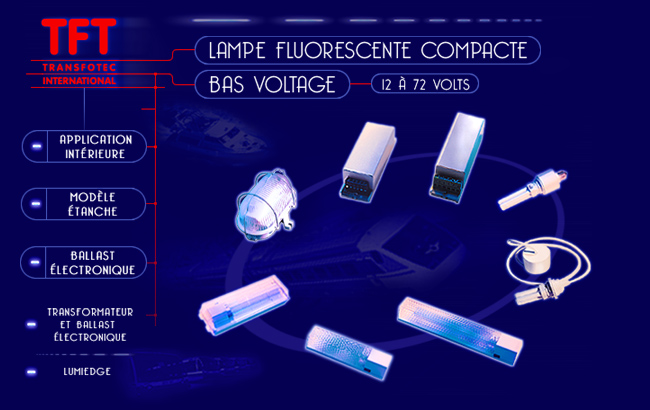 TFT
TRANSFOTEC
INTERNATIONAL
LAMPE FLUORESCENTE COMPACTE
BAS VOLTAGE
12 À 72 VOLTS
APPLICATION
INTÉRIEURE
MODÈLE
ÉTANCHE
BALLAST
ÉLECTRONIQUE
TRANSFORMATEUR
ET BALLAST
ÉLECTRONIQUE
LUMIEDGE